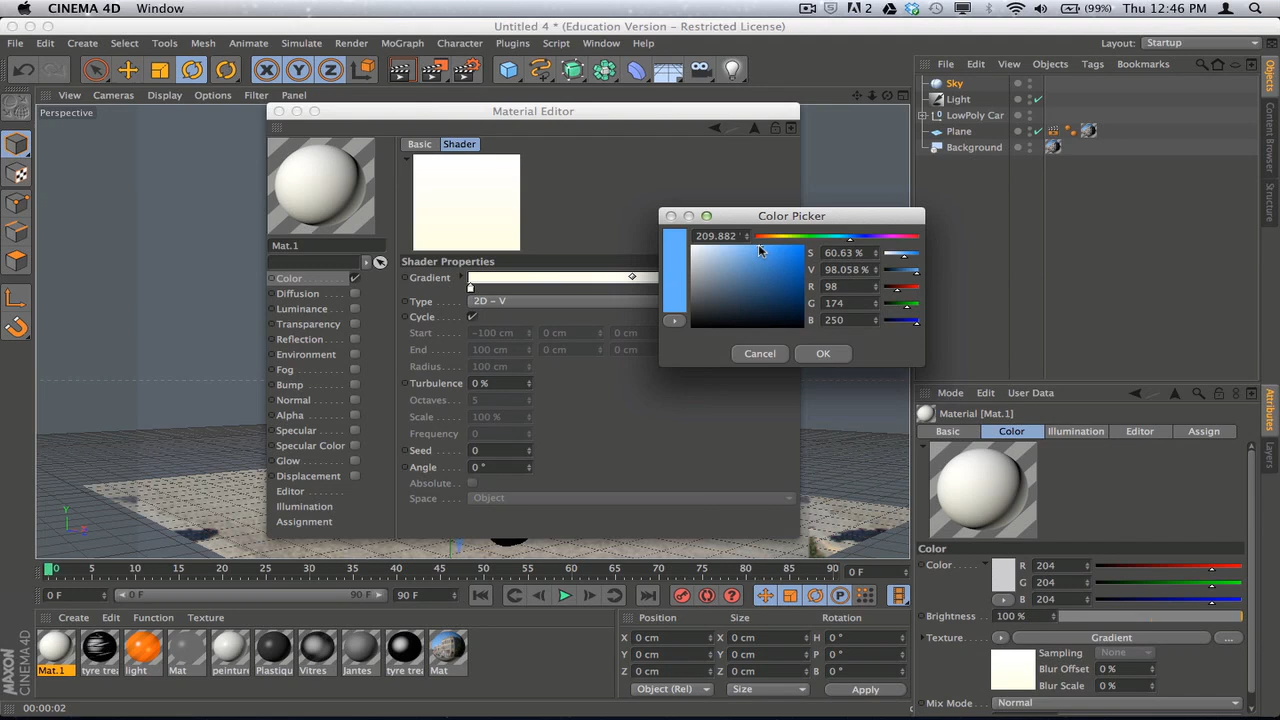 CINEMA 4D Window 2 (99%) Thu 12:46 PM
Untitled 4 * (Education Version - Restricted License)
File Edit Create Select Tools Mesh Animate Simulate Render MoGraph Character Plugins Script Window Help Layout: Startup
X Y Z
File Edit View Objects Tags Bookmarks
View Cameras Display Options Filter Panel
Perspective
Material Editor
Sky
Light
LowPoly Car
Plane
Background
Objects
Content Browser
Structure
Basic Shader
Mat.1
Color
Diffusion
Luminance
Transparency
Reflection
Environment
Fog
Bump
Normal
Alpha
Specular
Specular Color
Glow
Displacement
Editor
Illumination
Assignment
Shader Properties
Gradient
Type 2D - V
Cycle
Start -100 cm 0 cm 0 cm
End 100 cm 0 cm 0 cm
Radius 100 cm
Turbulence 0 %
Octaves 5
Scale 100 %
Frequency 0
Seed 0
Angle 0 °
Absolute
Space Object
Color Picker
209.882 °
S 60.63 %
V 98.058 %
R 98
G 174
B 250
Cancel OK
Mode Edit User Data
Material [Mat.1]
Basic Color Illumination Editor Assign
Attributes
Layers
Color
Color R 204
G 204
B 204
Brightness 100 %
Texture Gradient ...
Sampling None
Blur Offset 0 %
Blur Scale 0 %
Mix Mode Normal
Y Z
0 5 10 15 20 25 30 35 40 45 50 55 60 65 70 75 80 85 90 0 F
0 F 0 F 90 F 90 F
Create Edit Function Texture
Mat.1 tyre trea light Mat peinture Plastiqu Vitres Jantes tyre trea Mat
Position Size Rotation
X 0 cm X 0 cm H 0 °
Y 0 cm Y 0 cm P 0 °
Z 0 cm Z 0 cm B 0 °
Object (Rel) Size Apply
MAXON CINEMA 4D
00:00:02